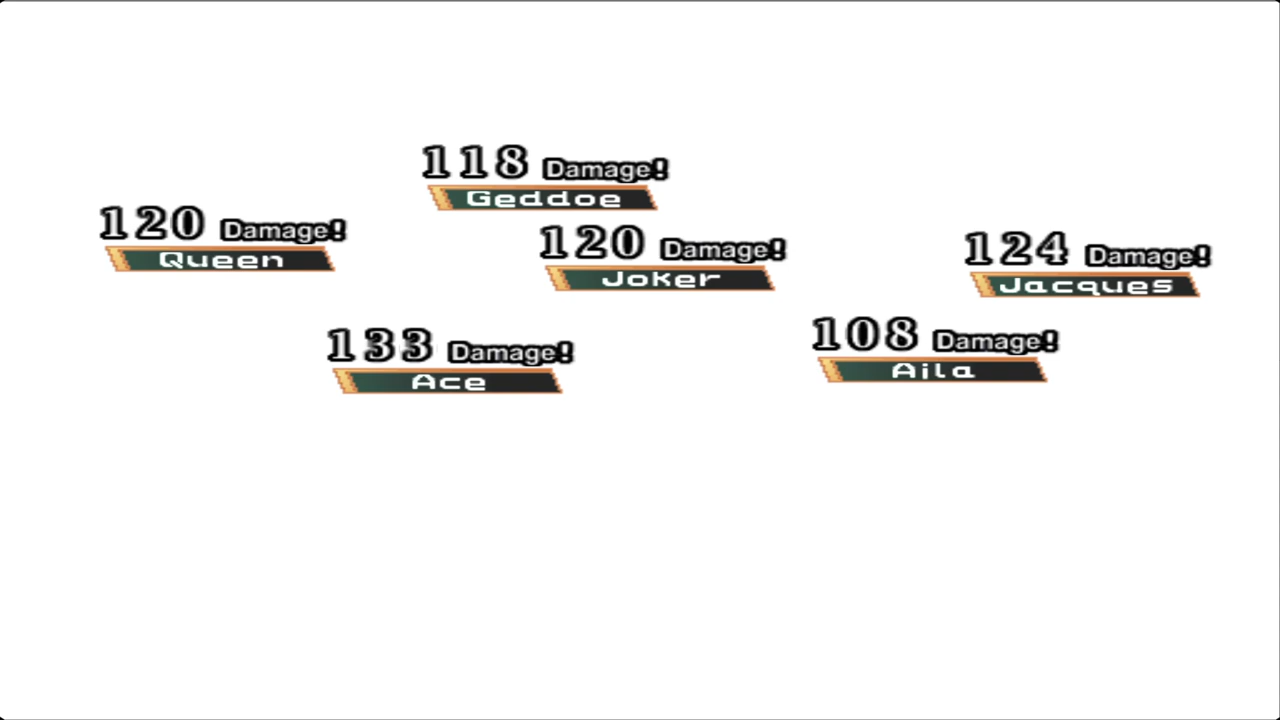 118 Damage!
Geddoe
120 Damage!
Queen
120 Damage!
Joker
124 Damage!
Jacques
133 Damage!
Ace
108 Damage!
Aila